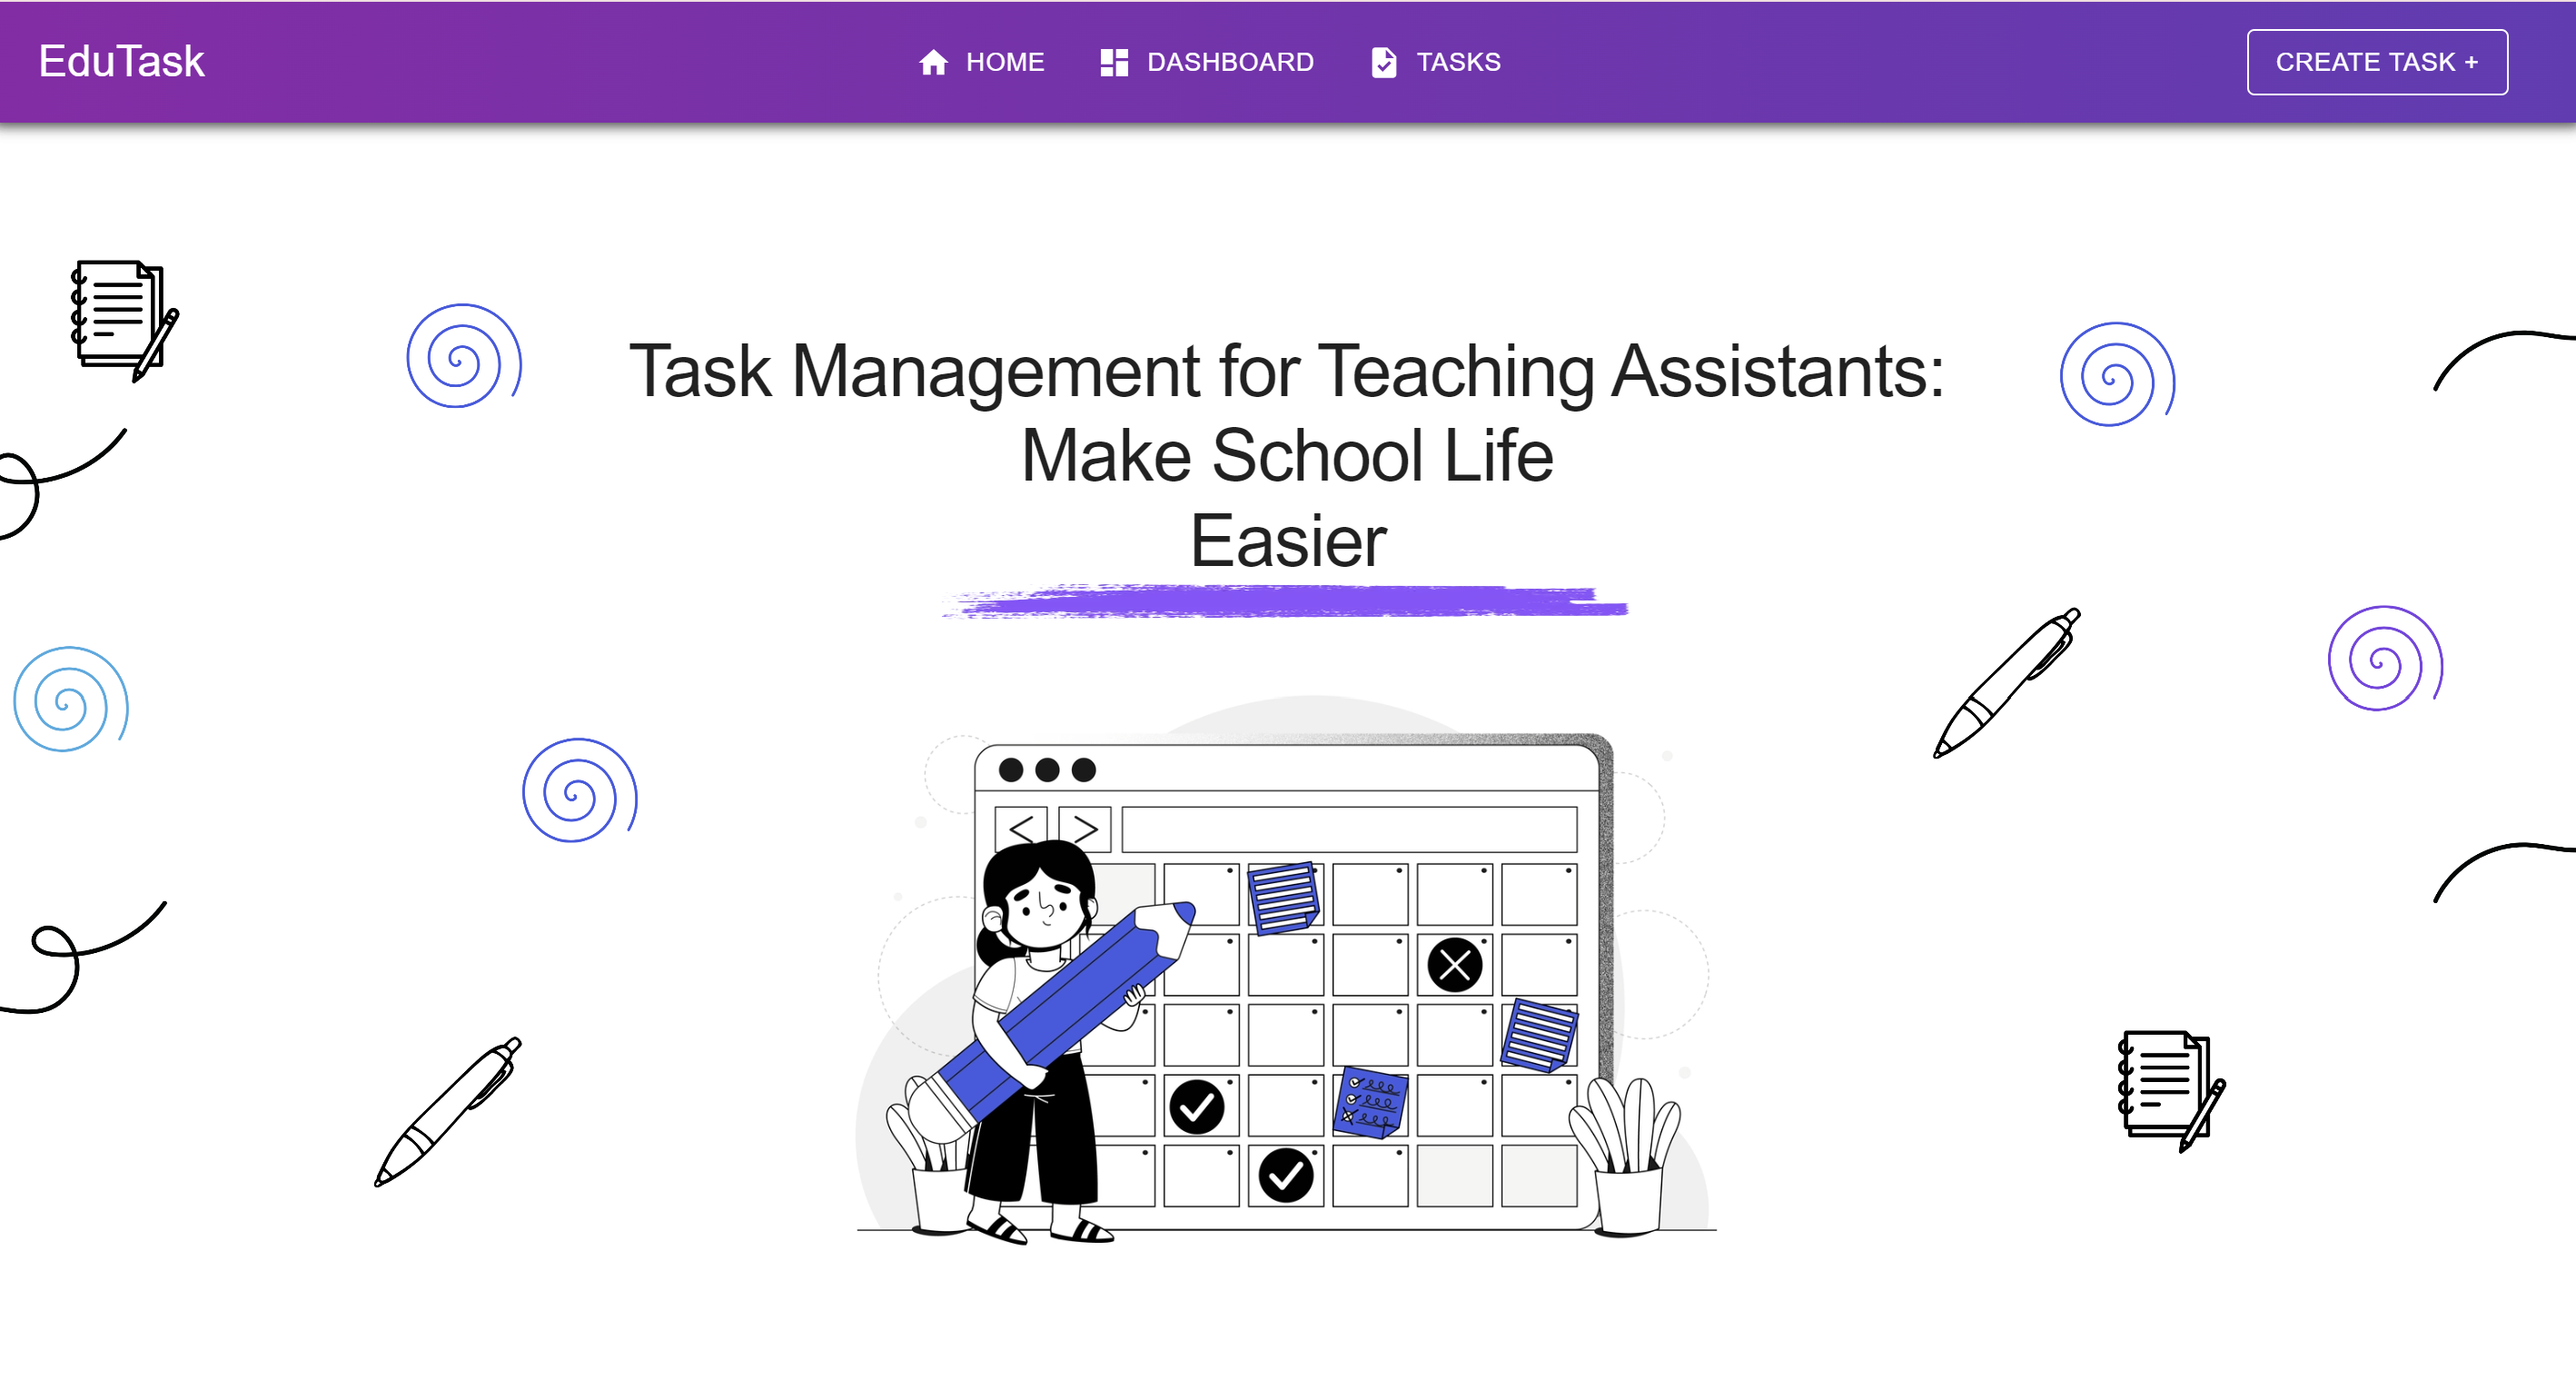 EduTask
HOME
DASHBOARD
TASKS
CREATE TASK +
Task Management for Teaching Assistants:
Make School Life
Easier